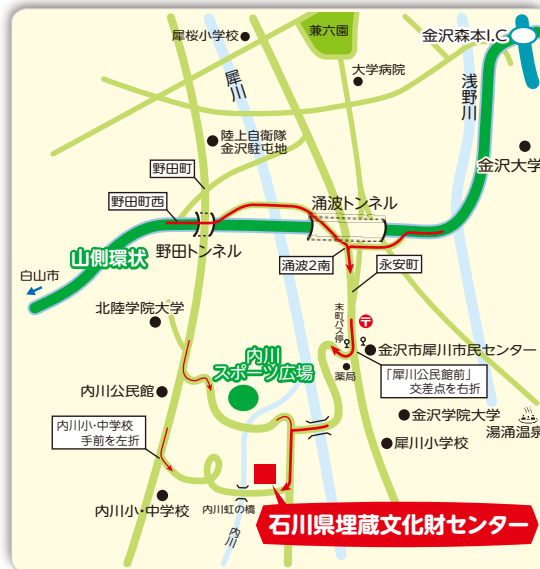 犀桜小学校
兼六園
金沢森本I.C
大学病院
犀川
浅野川
陸上自衛隊
金沢駐屯地
金沢大学
野田町
野田町西
涌波トンネル
野田トンネル
山側環状
涌波2南
永安町
白山市
北陸学院大学
末町バス停
金沢市犀川市民センター
内川
スポーツ広場
薬局
「犀川公民館前」
交差点を右折
内川公民館
金沢学院大学
湯涌温泉
内川小・中学校
手前を左折
犀川小学校
内川小・中学校
内川虹の橋
内川
石川県埋蔵文化財センター